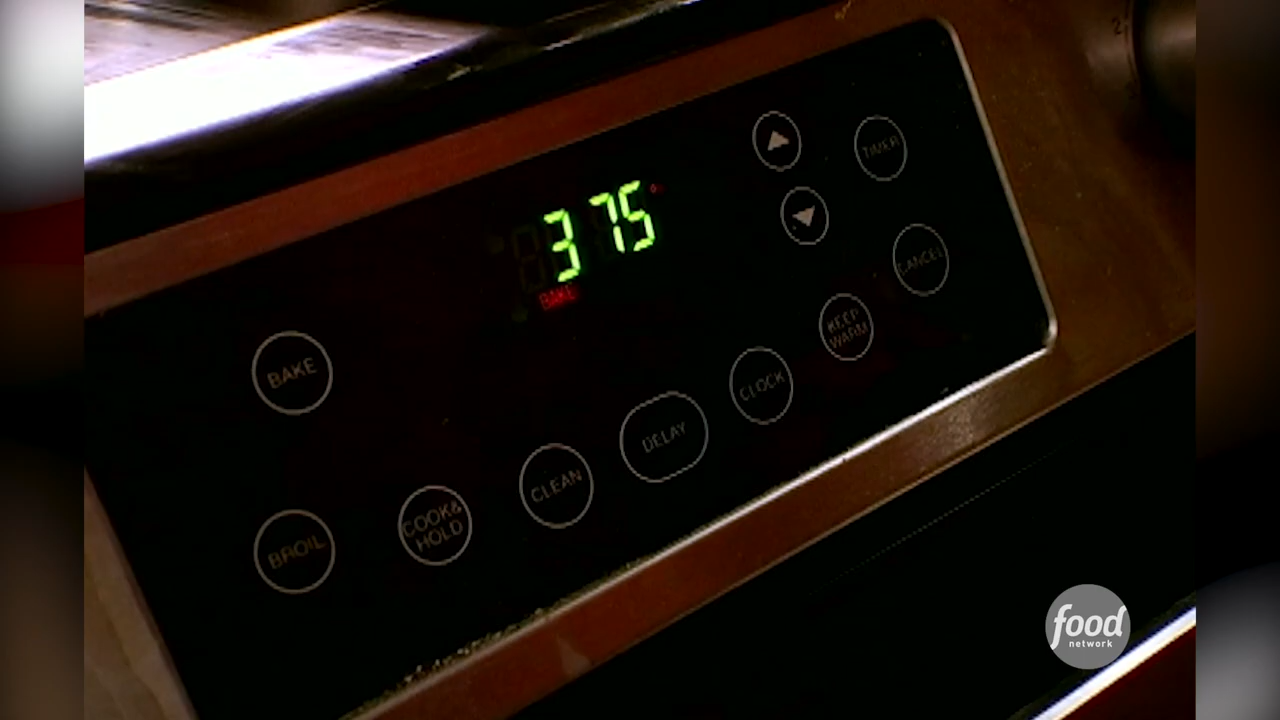 375°
BAKE
TIMER
CANCEL
KEEP
WARM
CLOCK
DELAY
CLEAN
COOK&
HOLD
BAKE
BROIL
food
network